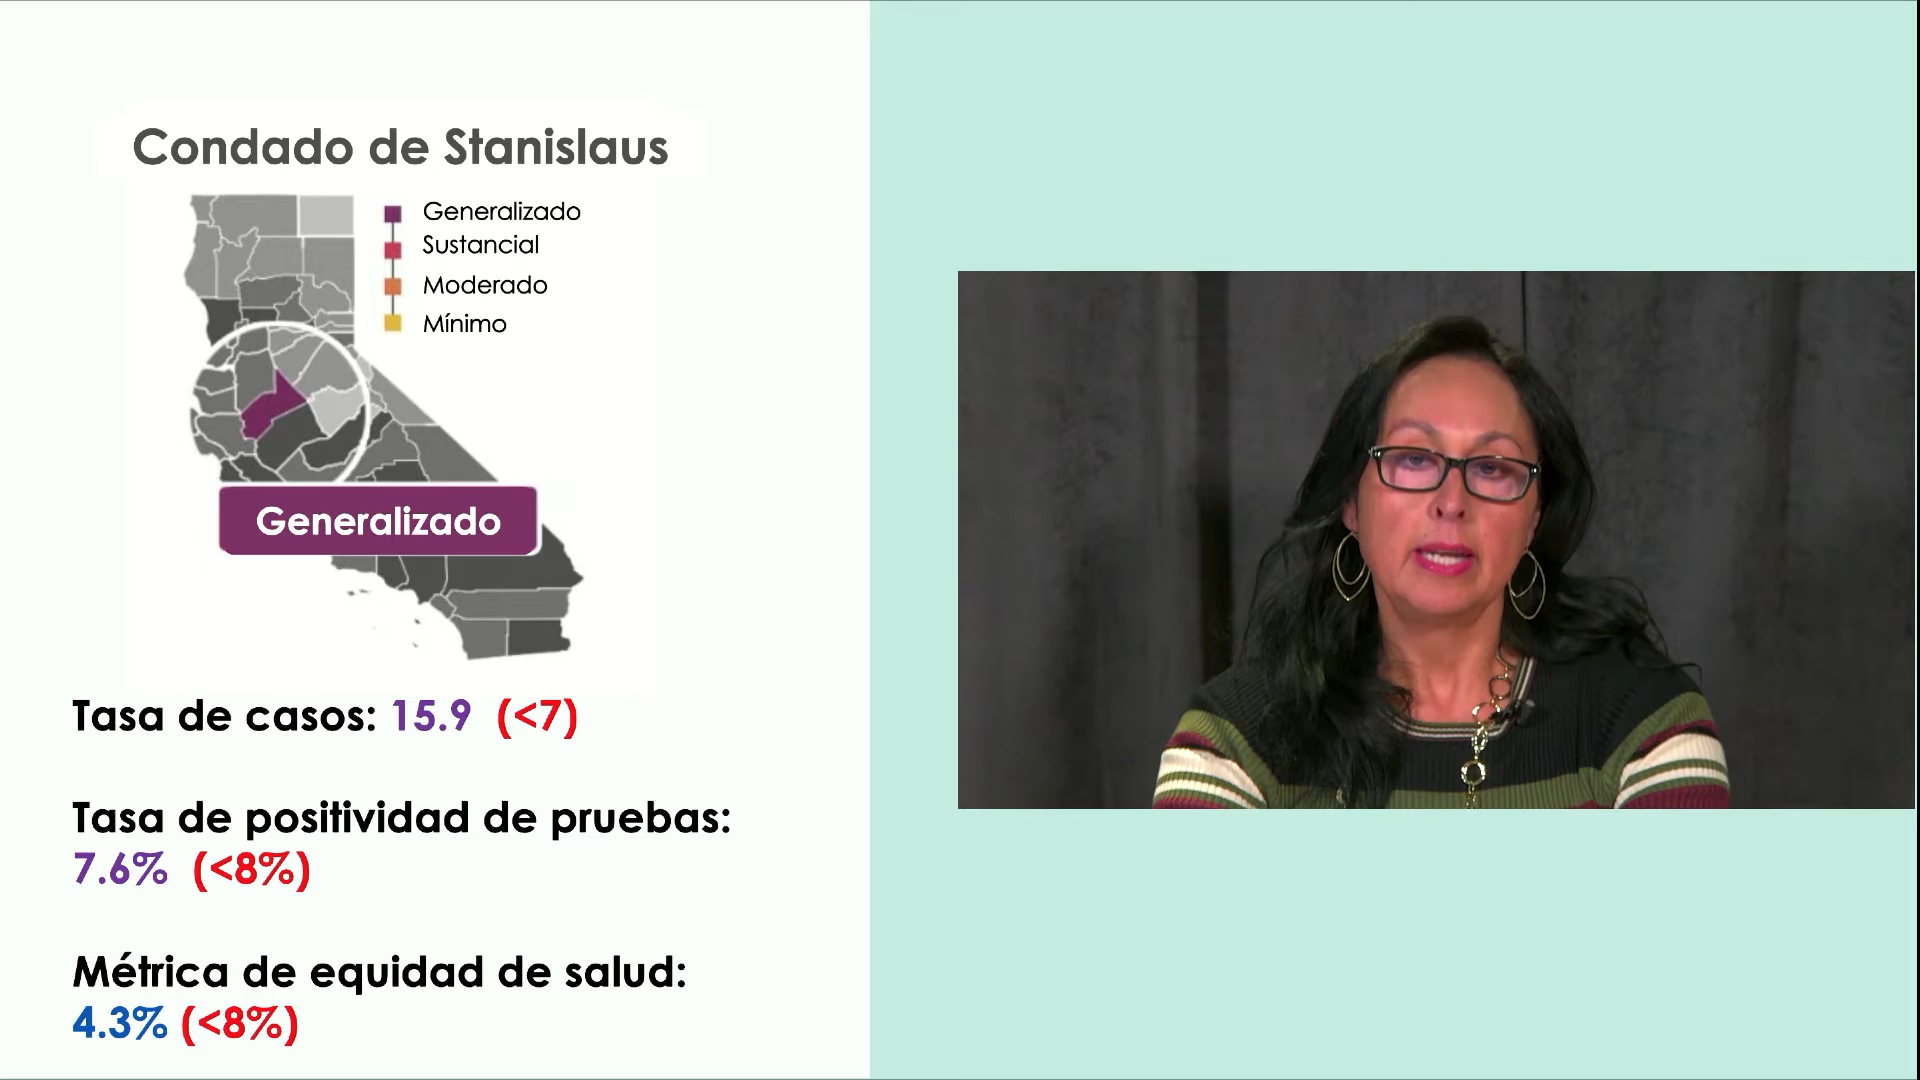 Condado de Stanislaus
Generalizado
Sustancial
Moderado
Mínimo
Generalizado
Tasa de casos: 15.9 (<7)
Tasa de positividad de pruebas:
7.6% (<8%)
Métrica de equidad de salud:
4.3% (<8%)